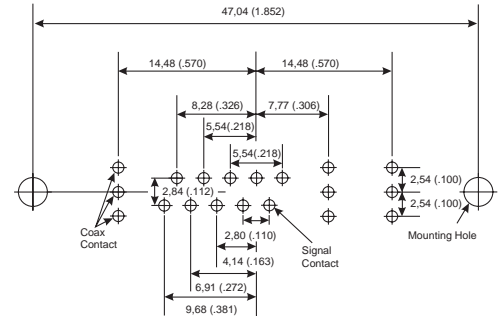 47,04 (1.852)
14,48 (.570)
14,48 (.570)
8,28 (.326)
7,77 (.306)
5,54(.218)
5,54(.218)
2,54 (.100)
2,84 (.112)
2,54 (.100)
Coax
Contact
Signal
Contact
Mounting Hole
2,80 (.110)
4,14 (.163)
6,91 (.272)
9,68 (.381)